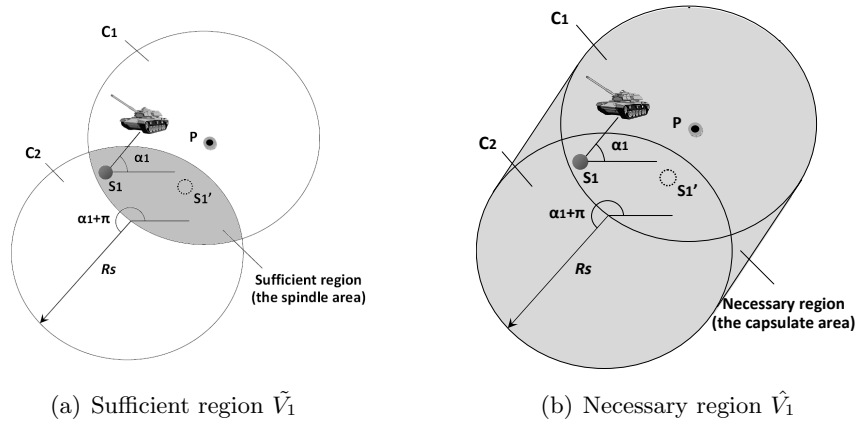 C1
P
C2
α1
S1
S1'
α1+π
Rs
Sufficient region
(the spindle area)
(a) Sufficient region Ṽ1
C1
P
C2
α1
S1
S1'
α1+π
Rs
Necessary region
(the capsulate area)
(b) Necessary region V̂1